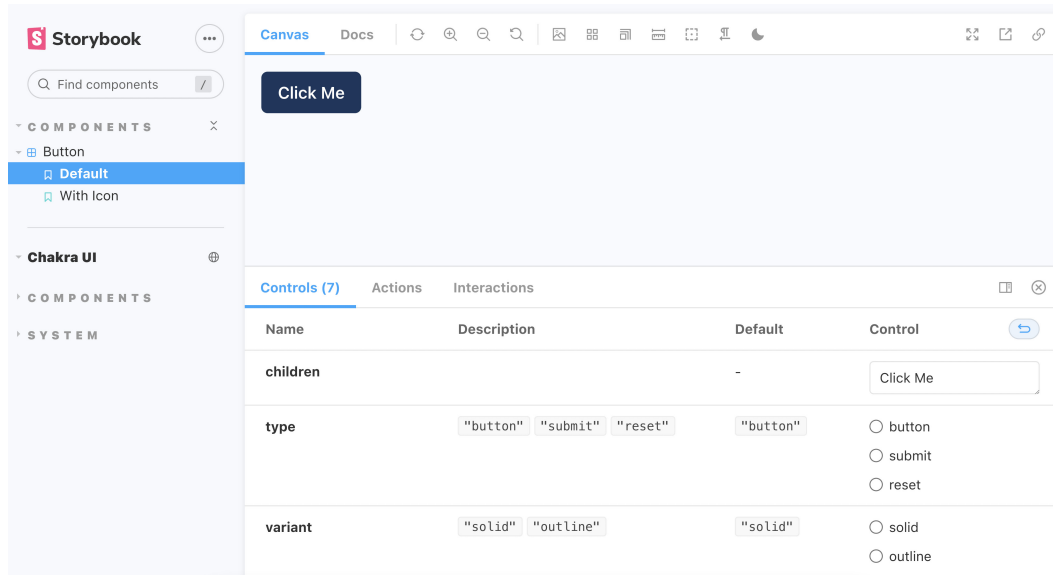 Storybook
Find components
/
COMPONENTS
Button
Default
With Icon
Chakra UI
COMPONENTS
SYSTEM
Canvas Docs
Click Me
Controls (7) Actions Interactions
Name Description Default Control
children - Click Me
type "button" "submit" "reset" "button" button
submit
reset
variant "solid" "outline" "solid" solid
outline